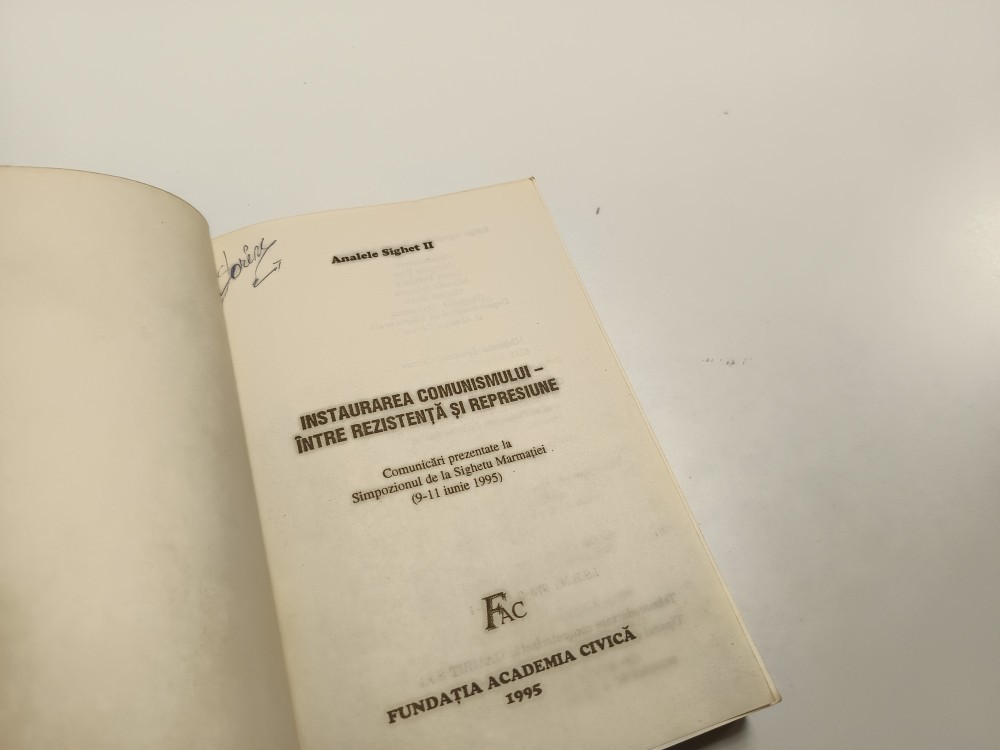 Analele Sighet II
INSTAURAREA COMUNISMULUI –
ÎNTRE REZISTENȚĂ ȘI REPRESIUNE
Comunicări prezentate la
Simpozionul de la Sighetu Marmației
(9-11 iunie 1995)
FAC
FUNDAȚIA ACADEMIA CIVICĂ
1995